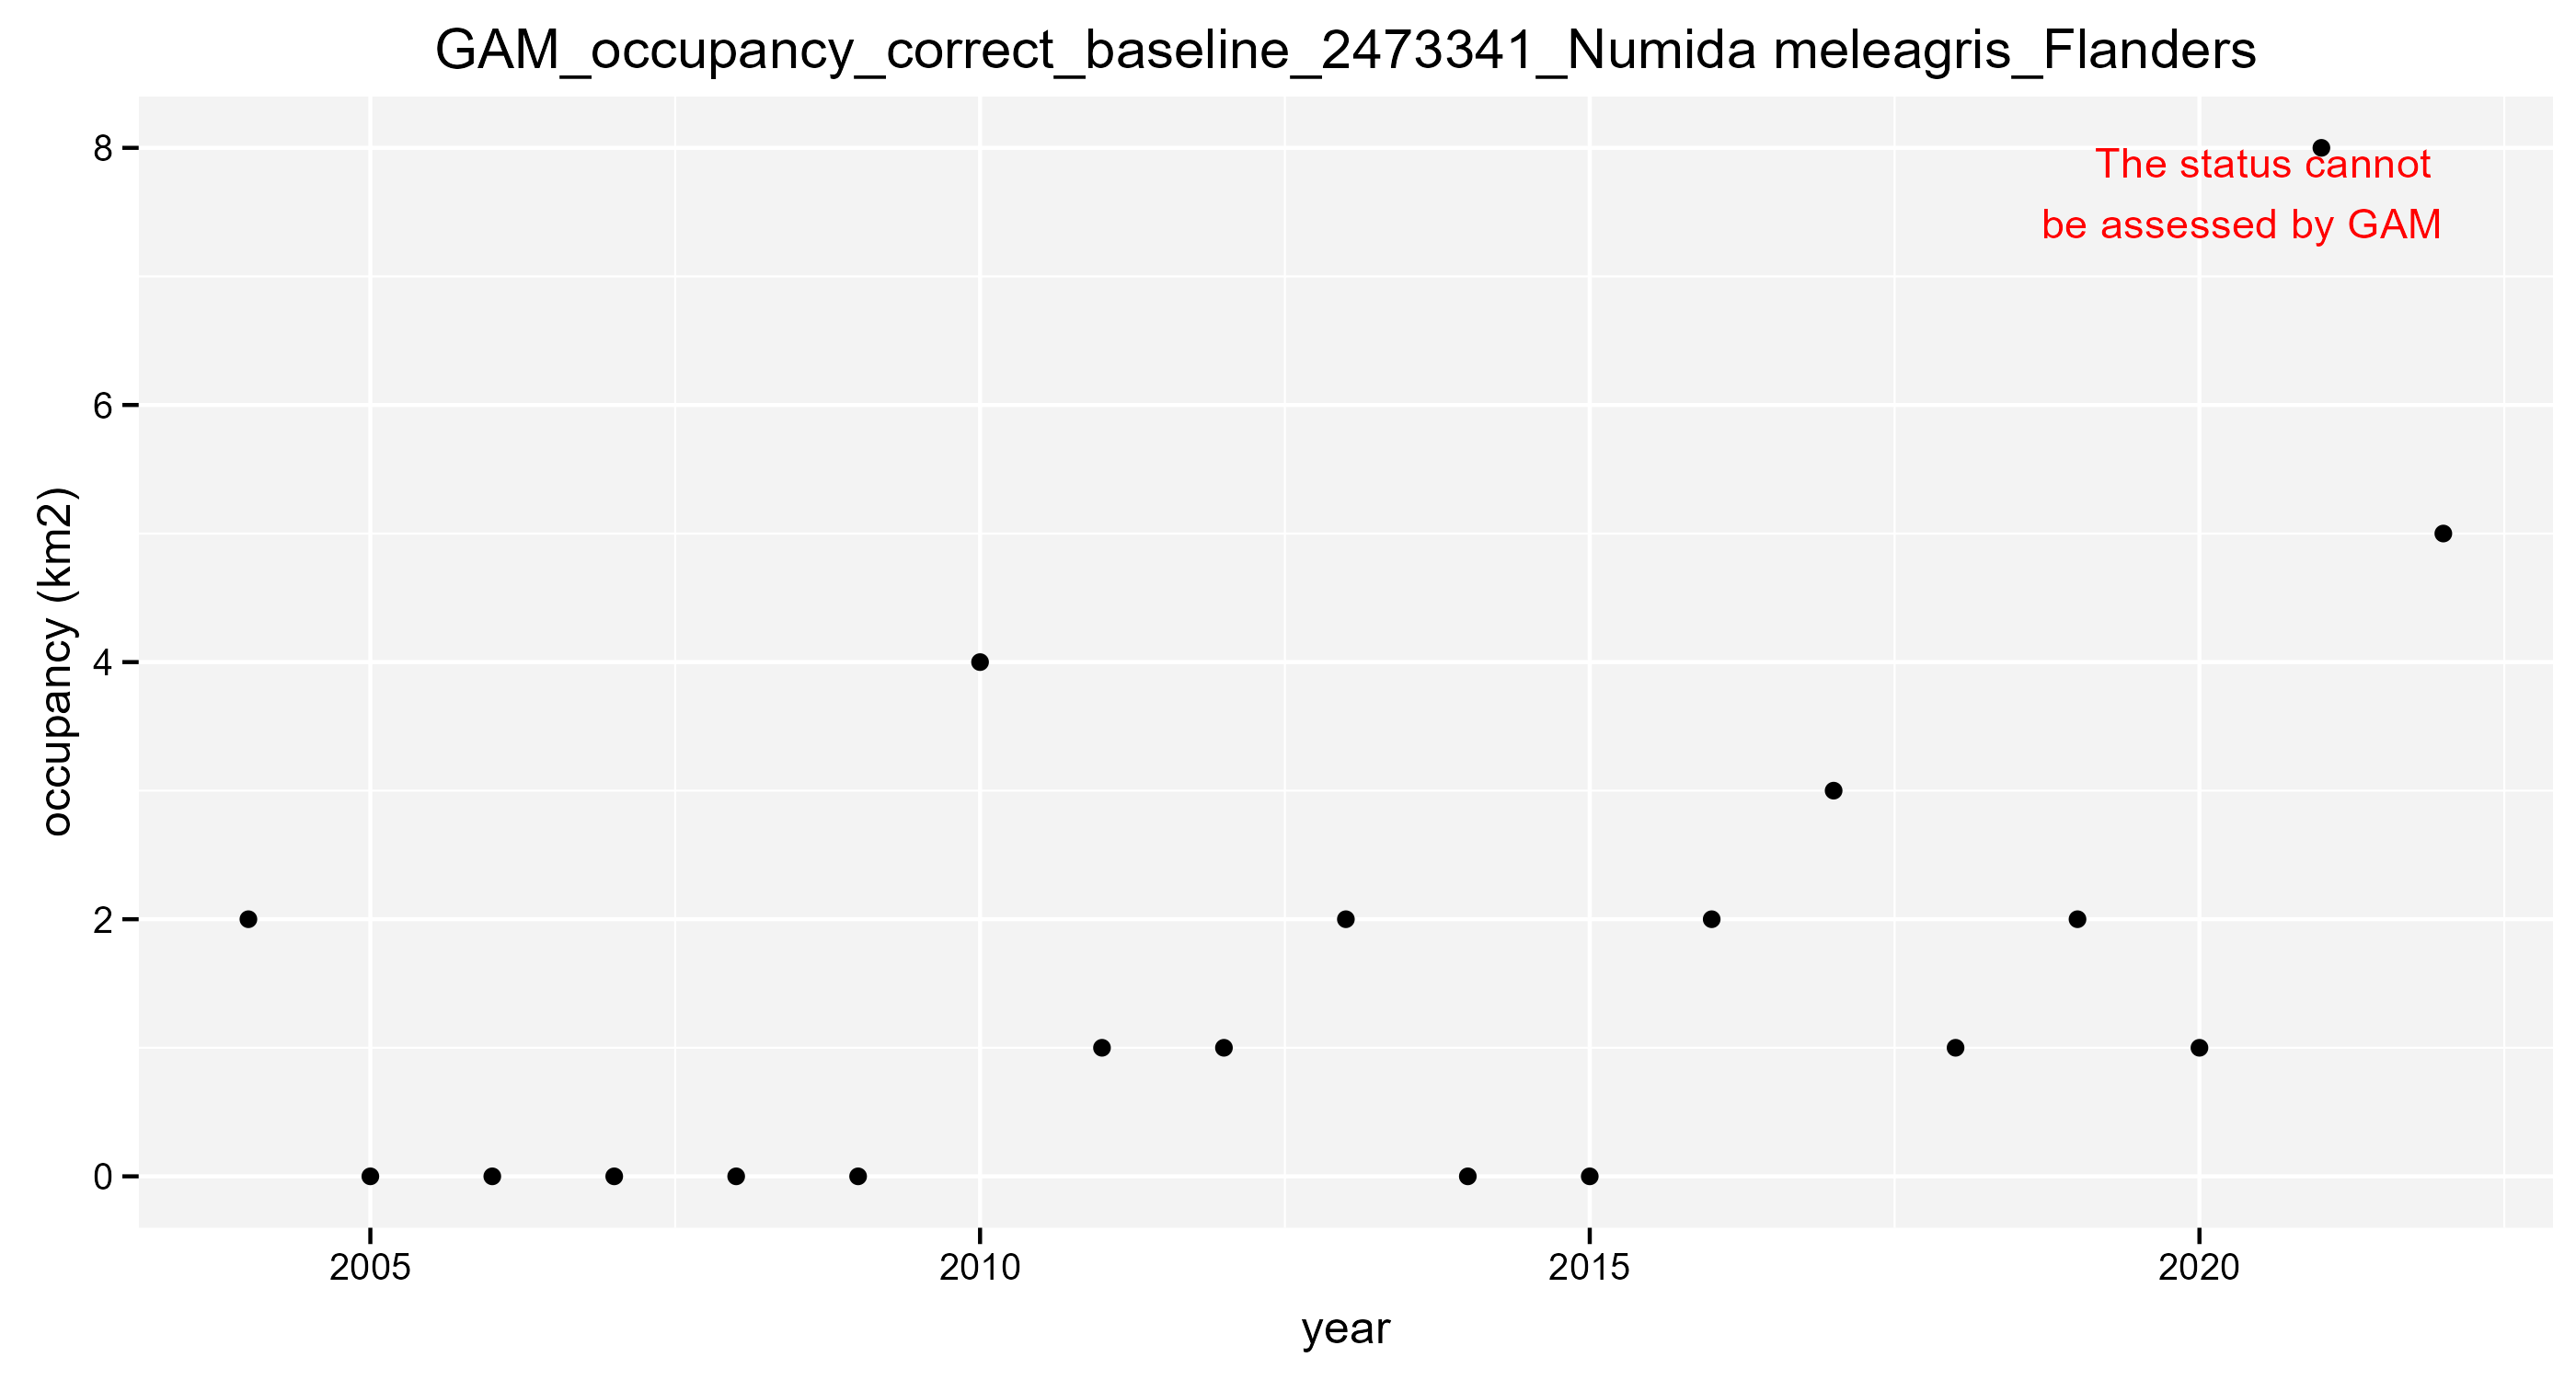 GAM_occupancy_correct_baseline_2473341_Numida meleagris_Flanders
8
The status cannot
be assessed by GAM
6
occupancy (km2)
4
2
0
2005 2010 2015 2020
year